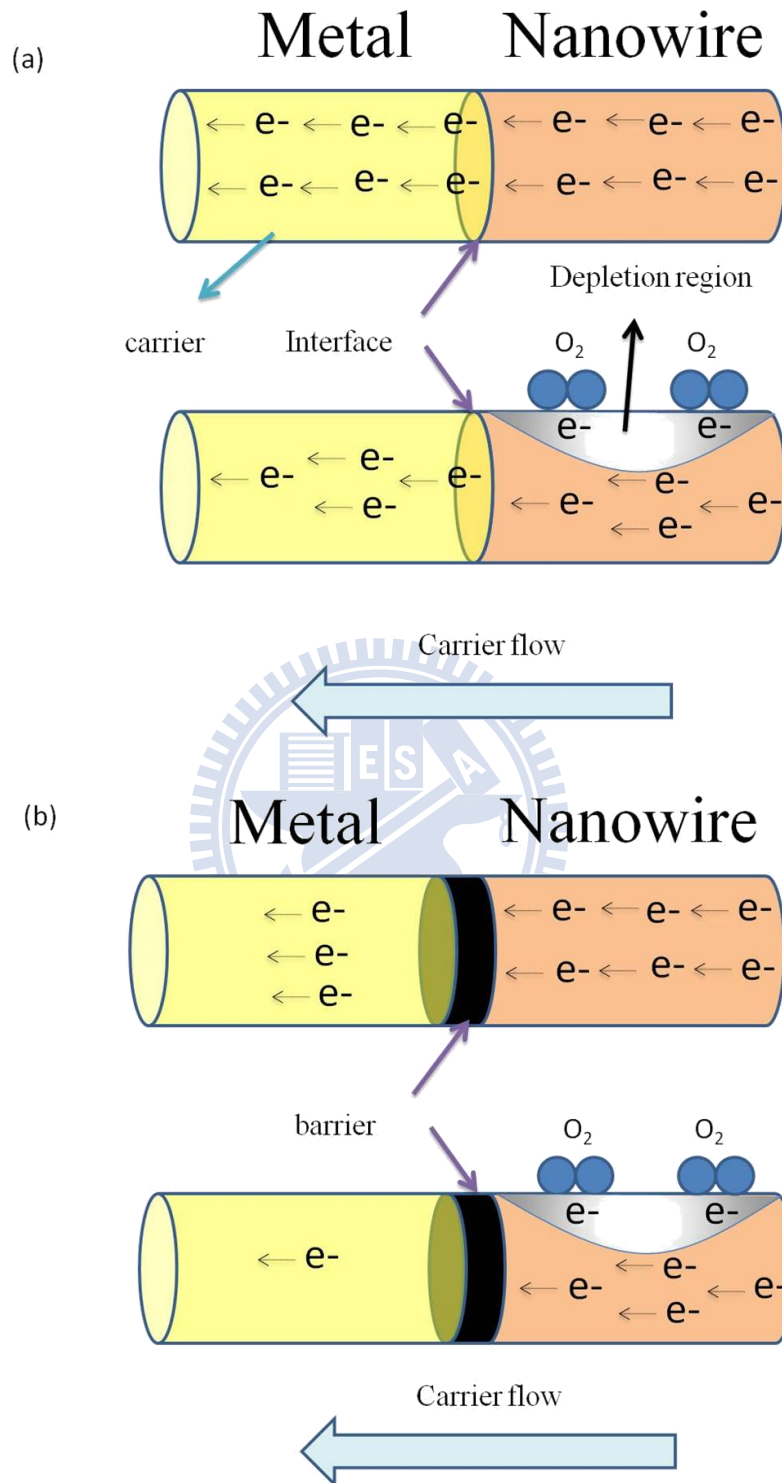 (a)
Metal Nanowire
e- e- e- e- e- e-
e- e- e- e- e- e-
Depletion region
carrier Interface O₂ O₂
e- e-
e- e- e- e- e-
e- e- e-
Carrier flow
E S A
(b)
Metal Nanowire
e- e- e- e-
e- e- e- e-
e-
barrier
O₂ O₂
e- e-
e- e- e- e-
e-
Carrier flow